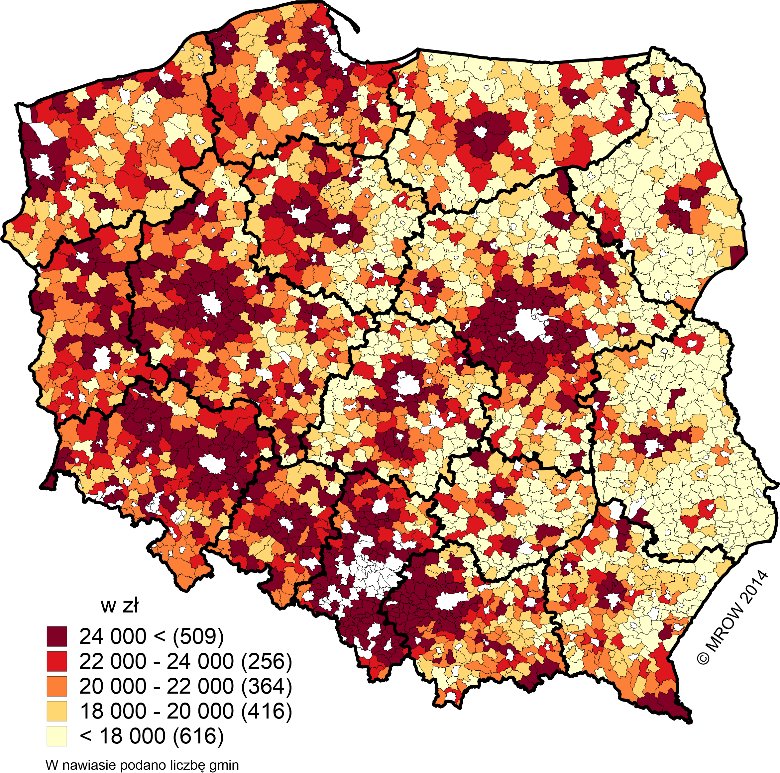 w zł
24 000 < (509)
22 000 - 24 000 (256)
20 000 - 22 000 (364)
18 000 - 20 000 (416)
< 18 000 (616)
W nawiasie podano liczbę gmin
© MROW 2014